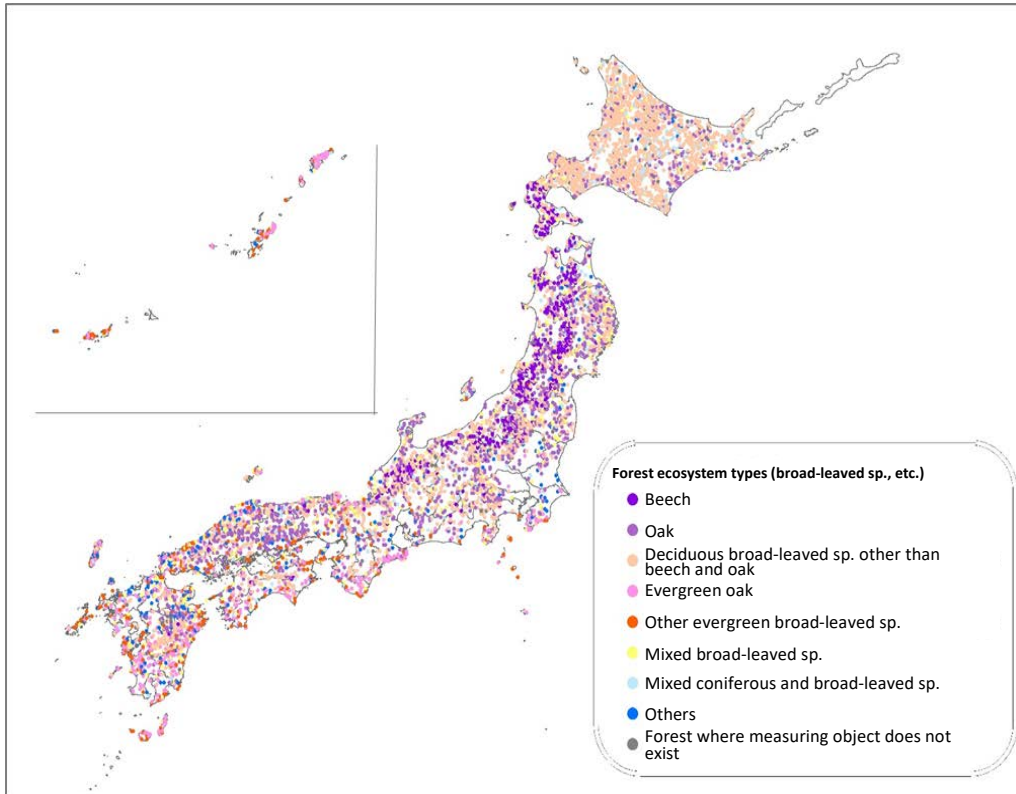 Forest ecosystem types (broad-leaved sp., etc.)
Beech
Oak
Deciduous broad-leaved sp. other than
beech and oak
Evergreen oak
Other evergreen broad-leaved sp.
Mixed broad-leaved sp.
Mixed coniferous and broad-leaved sp.
Others
Forest where measuring object does not
exist